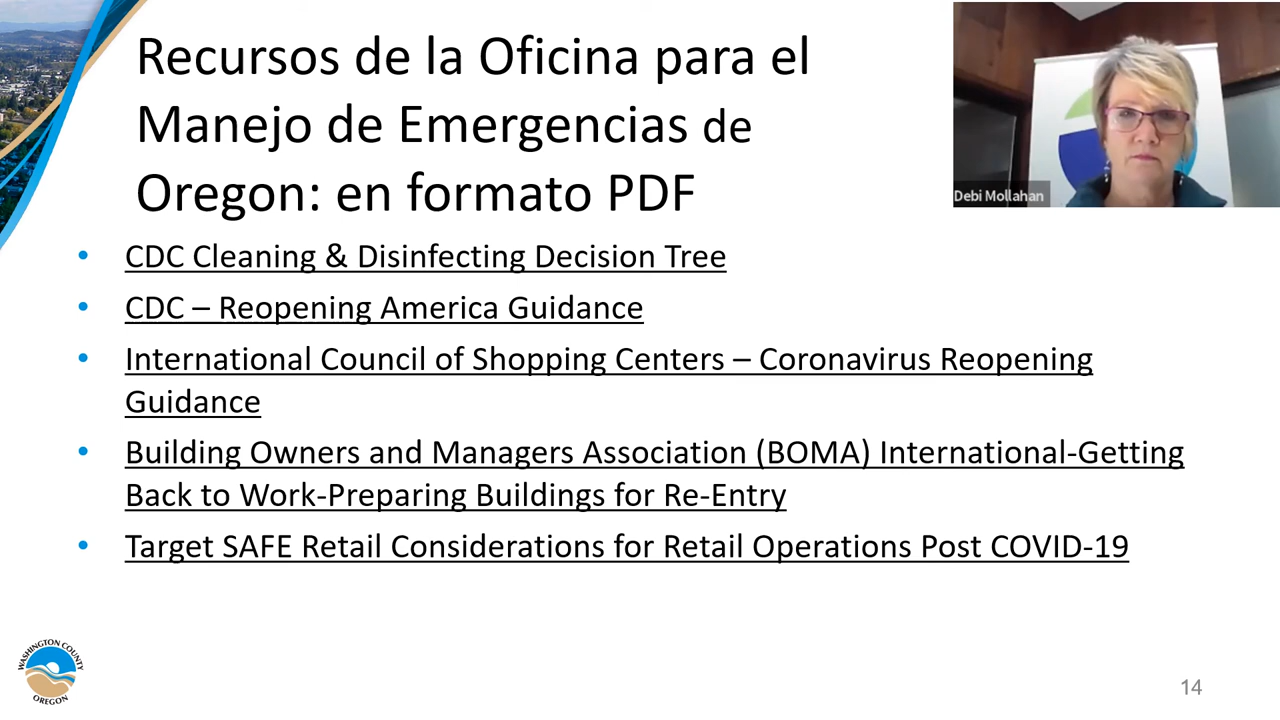 Recursos de la Oficina para el
Manejo de Emergencias de
Oregon: en formato PDF
Debi Mollahan
• CDC Cleaning & Disinfecting Decision Tree
• CDC – Reopening America Guidance
• International Council of Shopping Centers – Coronavirus Reopening
Guidance
• Building Owners and Managers Association (BOMA) International-Getting
Back to Work-Preparing Buildings for Re-Entry
• Target SAFE Retail Considerations for Retail Operations Post COVID-19
WASHINGTON COUNTY
OREGON
14